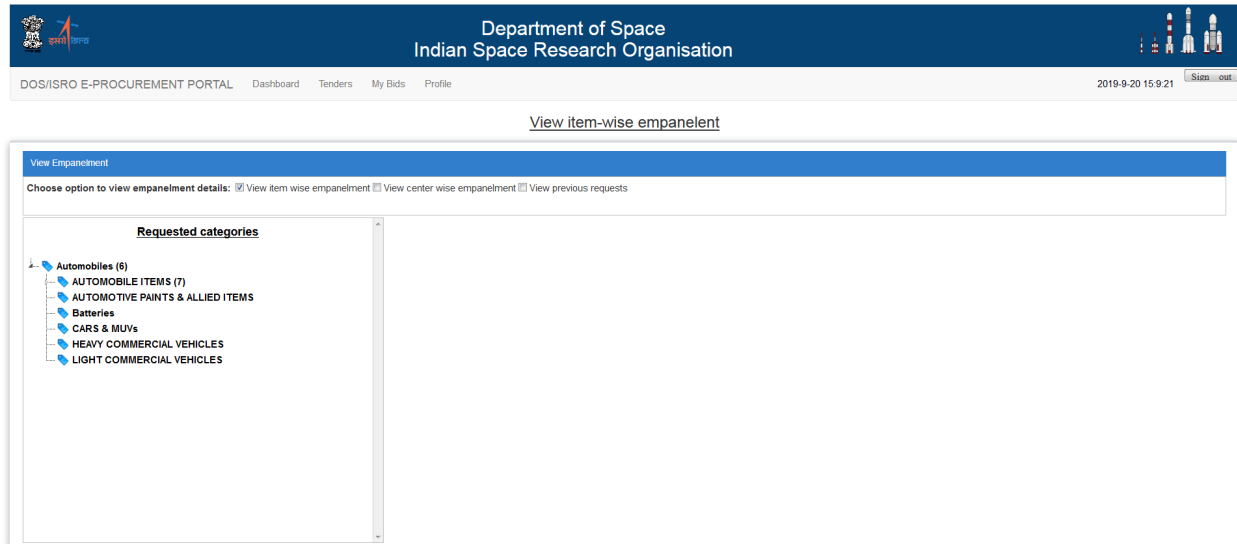 Department of Space
इसरो isro
Indian Space Research Organisation
DOS/ISRO E-PROCUREMENT PORTAL Dashboard Tenders My Bids Profile 2019-9-20 15:9:21 Sign out
View item-wise empanelent
View Empanelment
Choose option to view empanelment details: View item wise empanelment View center wise empanelment View previous requests
Requested categories
Automobiles (6)
AUTOMOBILE ITEMS (7)
AUTOMOTIVE PAINTS & ALLIED ITEMS
Batteries
CARS & MUVs
HEAVY COMMERCIAL VEHICLES
LIGHT COMMERCIAL VEHICLES